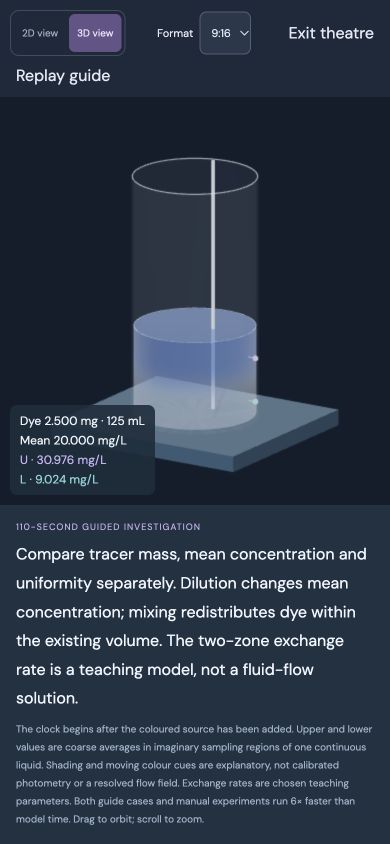 2D view 3D view Format 9:16 Exit theatre
Replay guide
Dye 2.500 mg · 125 mL
Mean 20.000 mg/L
U · 30.976 mg/L
L · 9.024 mg/L
110-SECOND GUIDED INVESTIGATION
Compare tracer mass, mean concentration and
uniformity separately. Dilution changes mean
concentration; mixing redistributes dye within
the existing volume. The two-zone exchange
rate is a teaching model, not a fluid-flow
solution.
The clock begins after the coloured source has been added. Upper and lower
values are coarse averages in imaginary sampling regions of one continuous
liquid. Shading and moving colour cues are explanatory, not calibrated
photometry or a resolved flow field. Exchange rates are chosen teaching
parameters. Both guide cases and manual experiments run 6× faster than
model time. Drag to orbit; scroll to zoom.